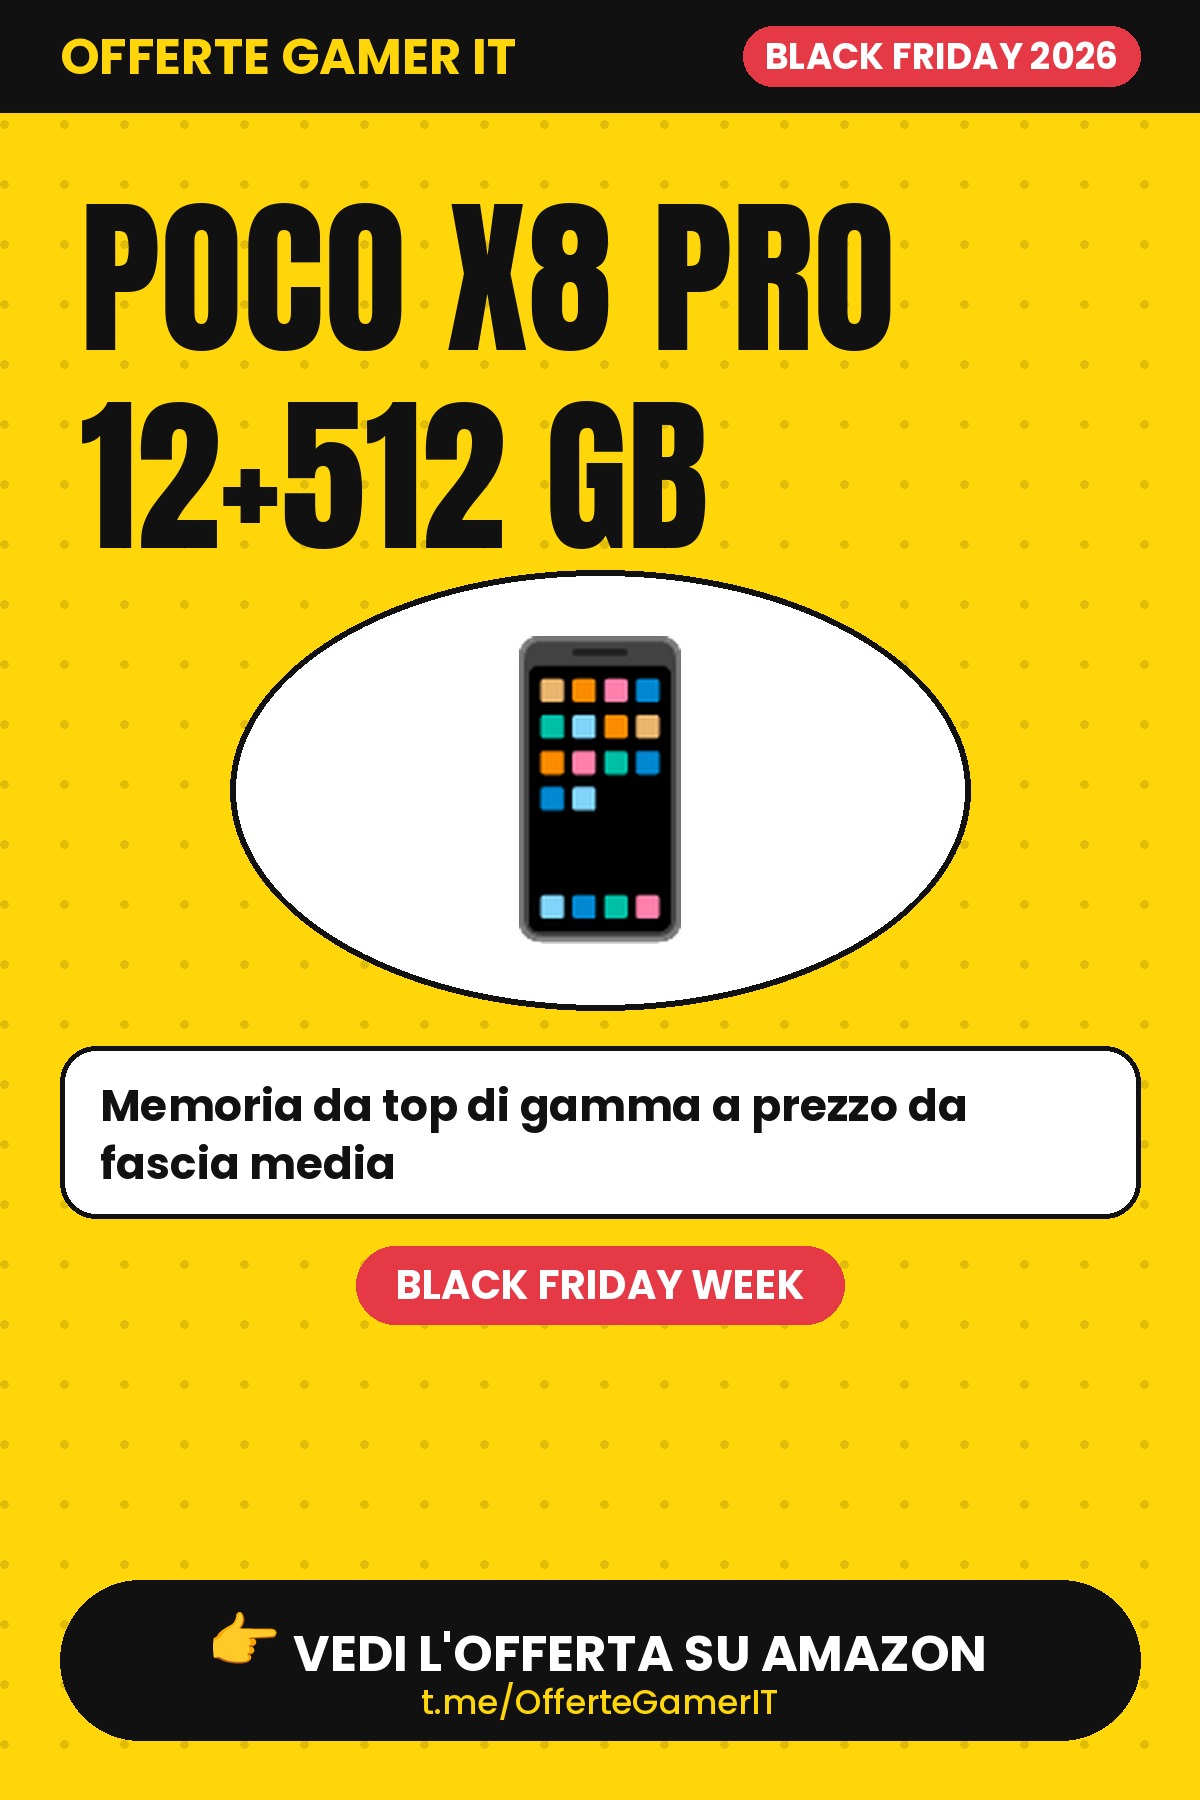 OFFERTE GAMER IT
BLACK FRIDAY 2026
POCO X8 PRO
12+512 GB
Memoria da top di gamma a prezzo da
fascia media
BLACK FRIDAY WEEK
👉 VEDI L'OFFERTA SU AMAZON
t.me/OfferteGamerIT